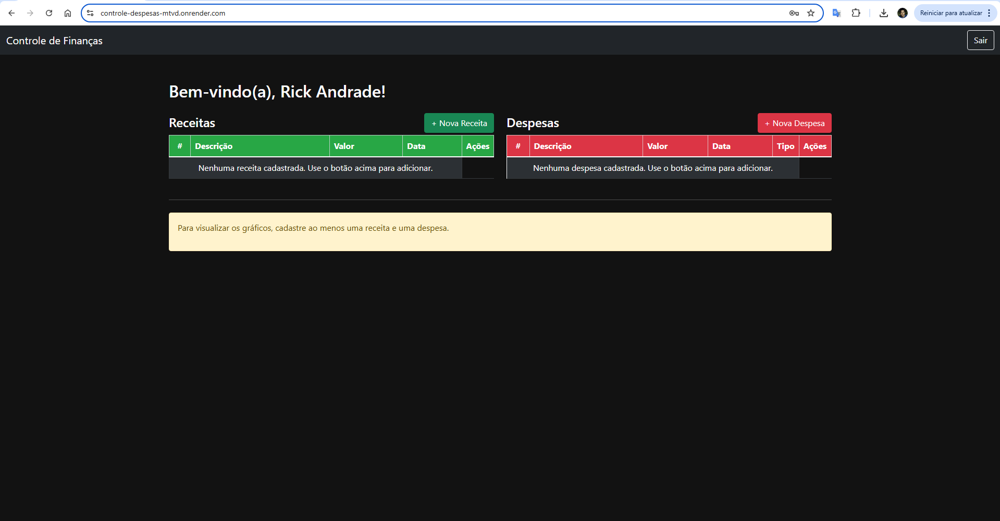 controle-despesas-mtvd.onrender.com
Reiniciar para atualizar
Controle de Finanças
Sair
Bem-vindo(a), Rick Andrade!
Receitas
+ Nova Receita
# Descrição Valor Data Ações
Nenhuma receita cadastrada. Use o botão acima para adicionar.
Despesas
+ Nova Despesa
# Descrição Valor Data Tipo Ações
Nenhuma despesa cadastrada. Use o botão acima para adicionar.
Para visualizar os gráficos, cadastre ao menos uma receita e uma despesa.